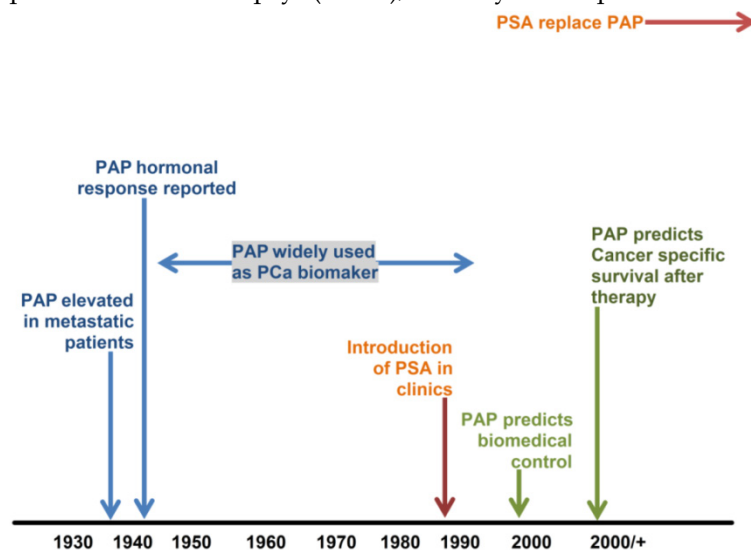 PSA replace PAP
PAP hormonal
response reported
PAP widely used
as PCa biomaker
PAP predicts
Cancer specific
survival after
therapy
PAP elevated
in metastatic
patients
Introduction
of PSA in
clinics
PAP predicts
biomedical
control
1930 1940 1950 1960 1970 1980 1990 2000 2000/+